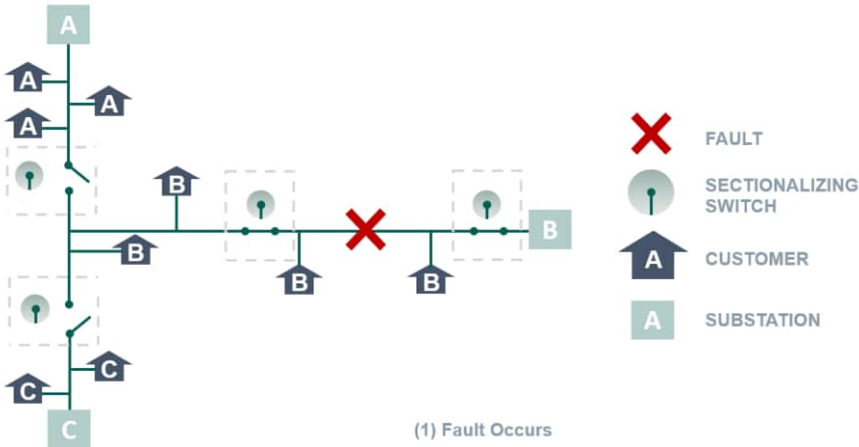 A
A
A
A
B
B
B
B
B
C
C
C
FAULT
SECTIONALIZING
SWITCH
A
CUSTOMER
A
SUBSTATION
(1) Fault Occurs